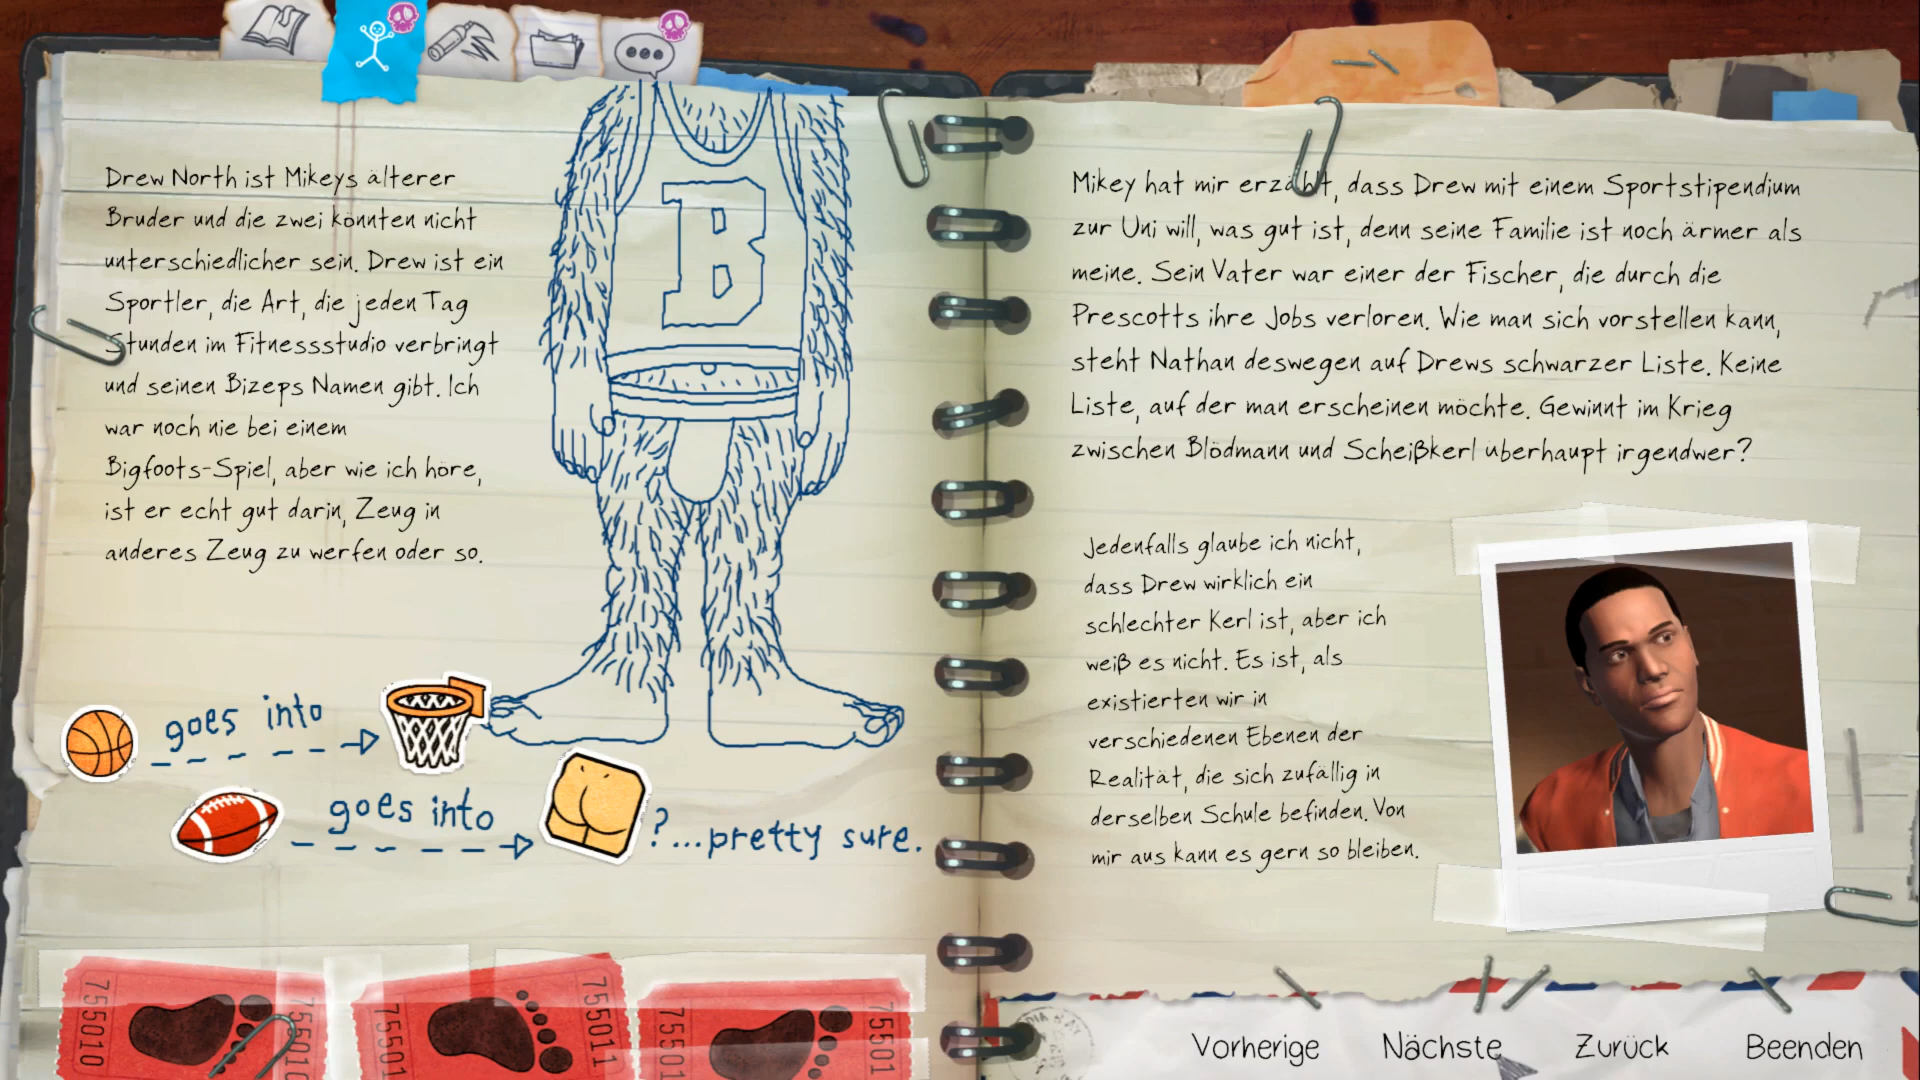 Drew North ist Mikeys älterer
Bruder und die zwei könnten nicht
unterschiedlicher sein. Drew ist ein
Sportler, die Art, die jeden Tag
Stunden im Fitnessstudio verbringt
und seinen Bizeps Namen gibt. Ich
war noch nie bei einem
Bigfoots-Spiel, aber wie ich höre,
ist er echt gut darin, Zeug in
anderes Zeug zu werfen oder so.
B
goes into
goes into
?...pretty sure.
755010
755010
75501
755011
75501
75501
Mikey hat mir erzählt, dass Drew mit einem Sportstipendium
zur Uni will, was gut ist, denn seine Familie ist noch ärmer als
meine. Sein Vater war einer der Fischer, die durch die
Prescotts ihre Jobs verloren. Wie man sich vorstellen kann,
steht Nathan deswegen auf Drews schwarzer Liste. Keine
Liste, auf der man erscheinen möchte. Gewinnt im Krieg
zwischen Blödmann und Scheißkerl überhaupt irgendwer?
Jedenfalls glaube ich nicht,
dass Drew wirklich ein
schlechter Kerl ist, aber ich
weiß es nicht. Es ist, als
existierten wir in
verschiedenen Ebenen der
Realität, die sich zufällig in
derselben Schule befinden. Von
mir aus kann es gern so bleiben.
Vorherige
Nächste
Zurück
Beenden